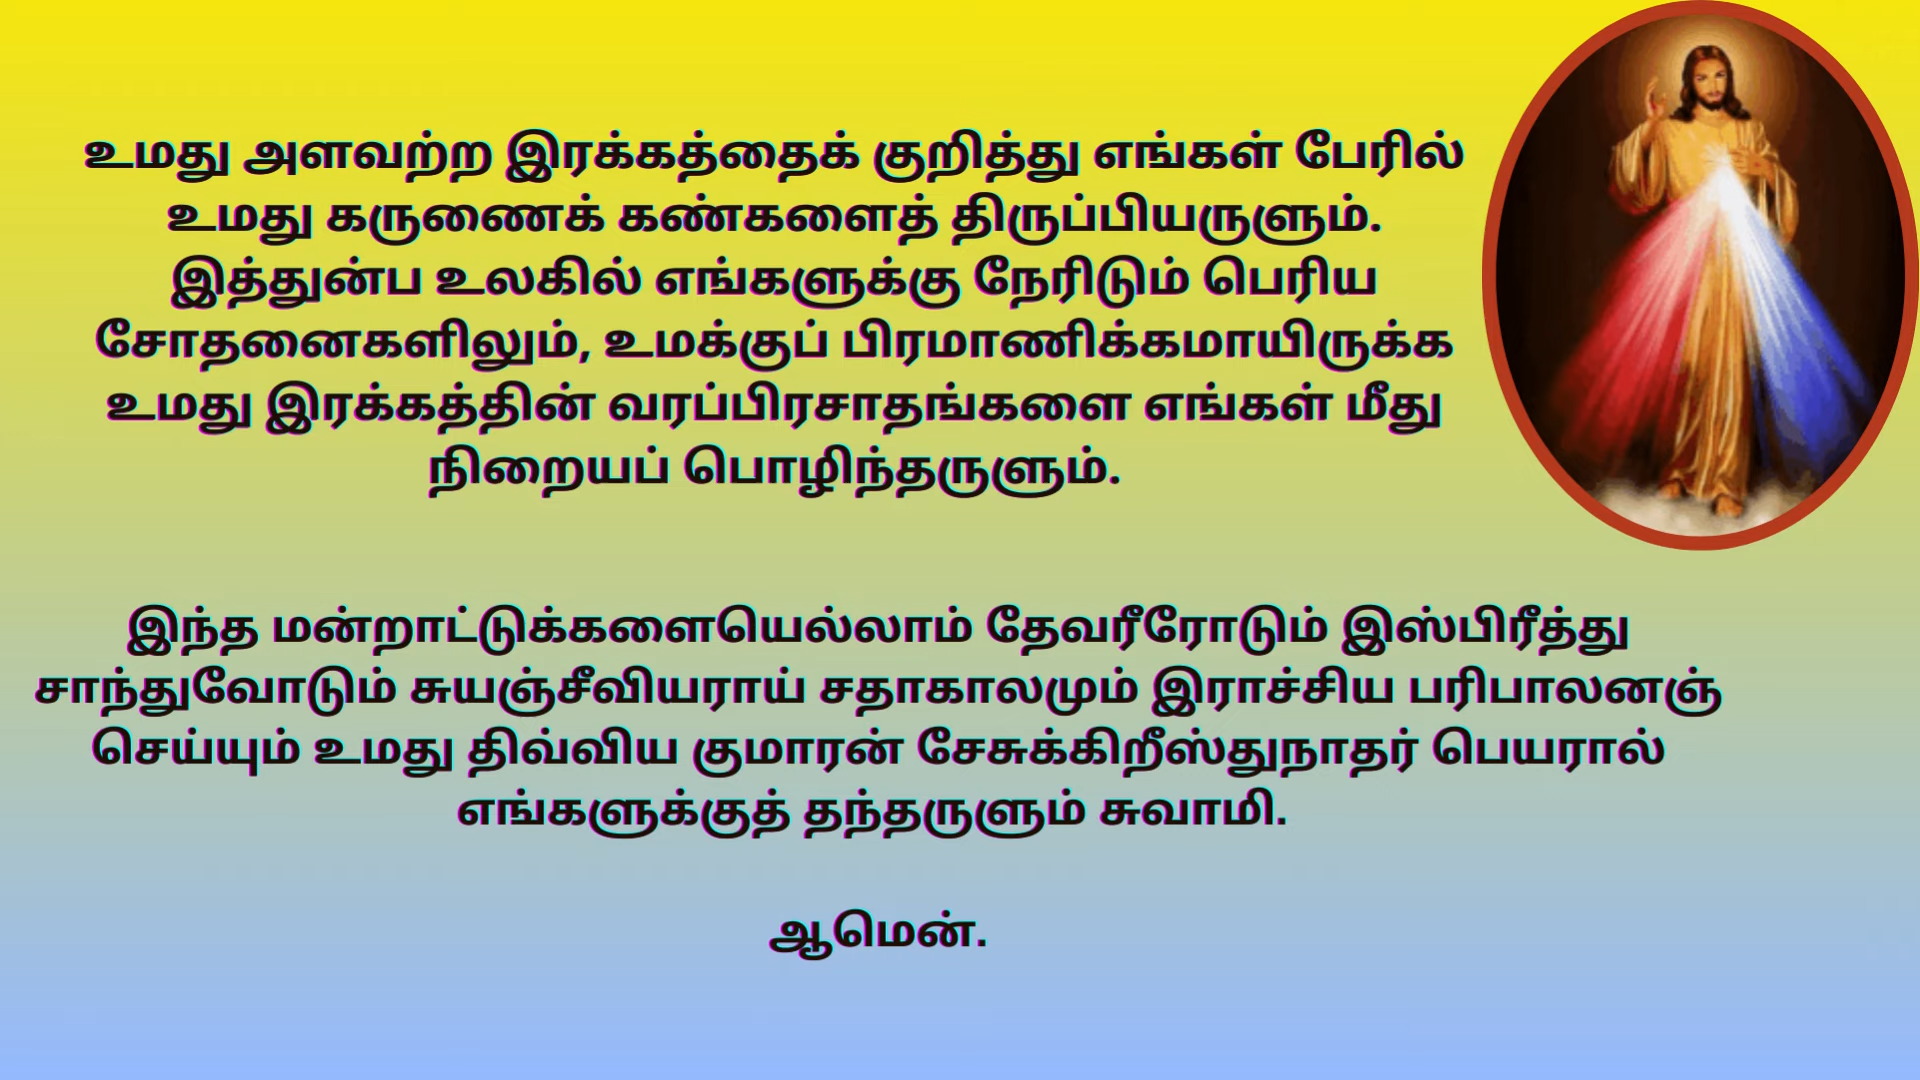 உமது அளவற்ற இரக்கத்தைக் குறித்து எங்கள் பேரில்
உமது கருணைக் கண்களைத் திருப்பியருளும்.
இத்துன்ப உலகில் எங்களுக்கு நேரிடும் பெரிய
சோதனைகளிலும், உமக்குப் பிரமாணிக்கமாயிருக்க
உமது இரக்கத்தின் வரப்பிரசாதங்களை எங்கள் மீது
நிறையப் பொழிந்தருளும்.
இந்த மன்றாட்டுக்களையெல்லாம் தேவரீரோடும் இஸ்பிரீத்து
சாந்துவோடும் சுயஞ்சீவியராய் சதாகாலமும் இராச்சிய பரிபாலனஞ்
செய்யும் உமது திவ்விய குமாரன் சேசுக்கிறீஸ்துநாதர் பெயரால்
எங்களுக்குத் தந்தருளும் சுவாமி.
ஆமென்.